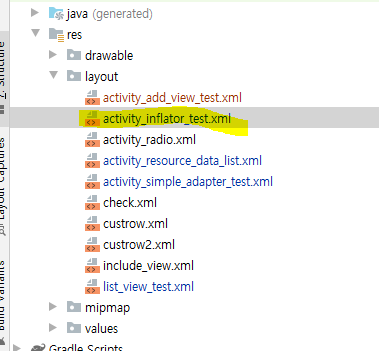 java (generated)
res
drawable
layout
activity_add_view_test.xml
activity_inflator_test.xml
activity_radio.xml
activity_resource_data_list.xml
activity_simple_adapter_test.xml
check.xml
custrow.xml
custrow2.xml
include_view.xml
list_view_test.xml
mipmap
values
Gradle Scripts
Z: Structure
Layout Captures
Build Variants